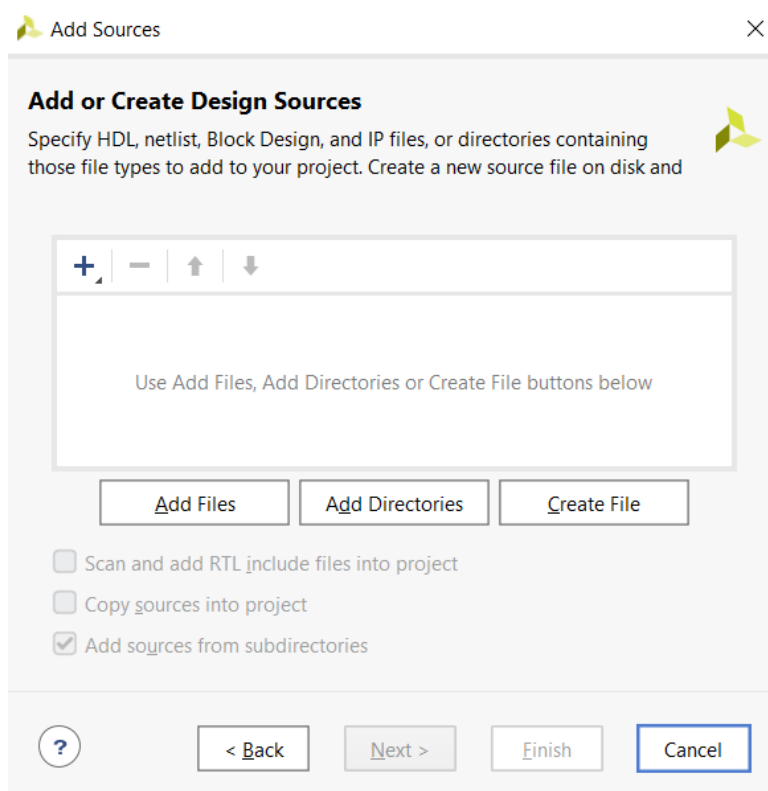 Add Sources
Add or Create Design Sources
Specify HDL, netlist, Block Design, and IP files, or directories containing
those file types to add to your project. Create a new source file on disk and
Use Add Files, Add Directories or Create File buttons below
Add Files Add Directories Create File
Scan and add RTL include files into project
Copy sources into project
Add sources from subdirectories
? < Back Next > Finish Cancel